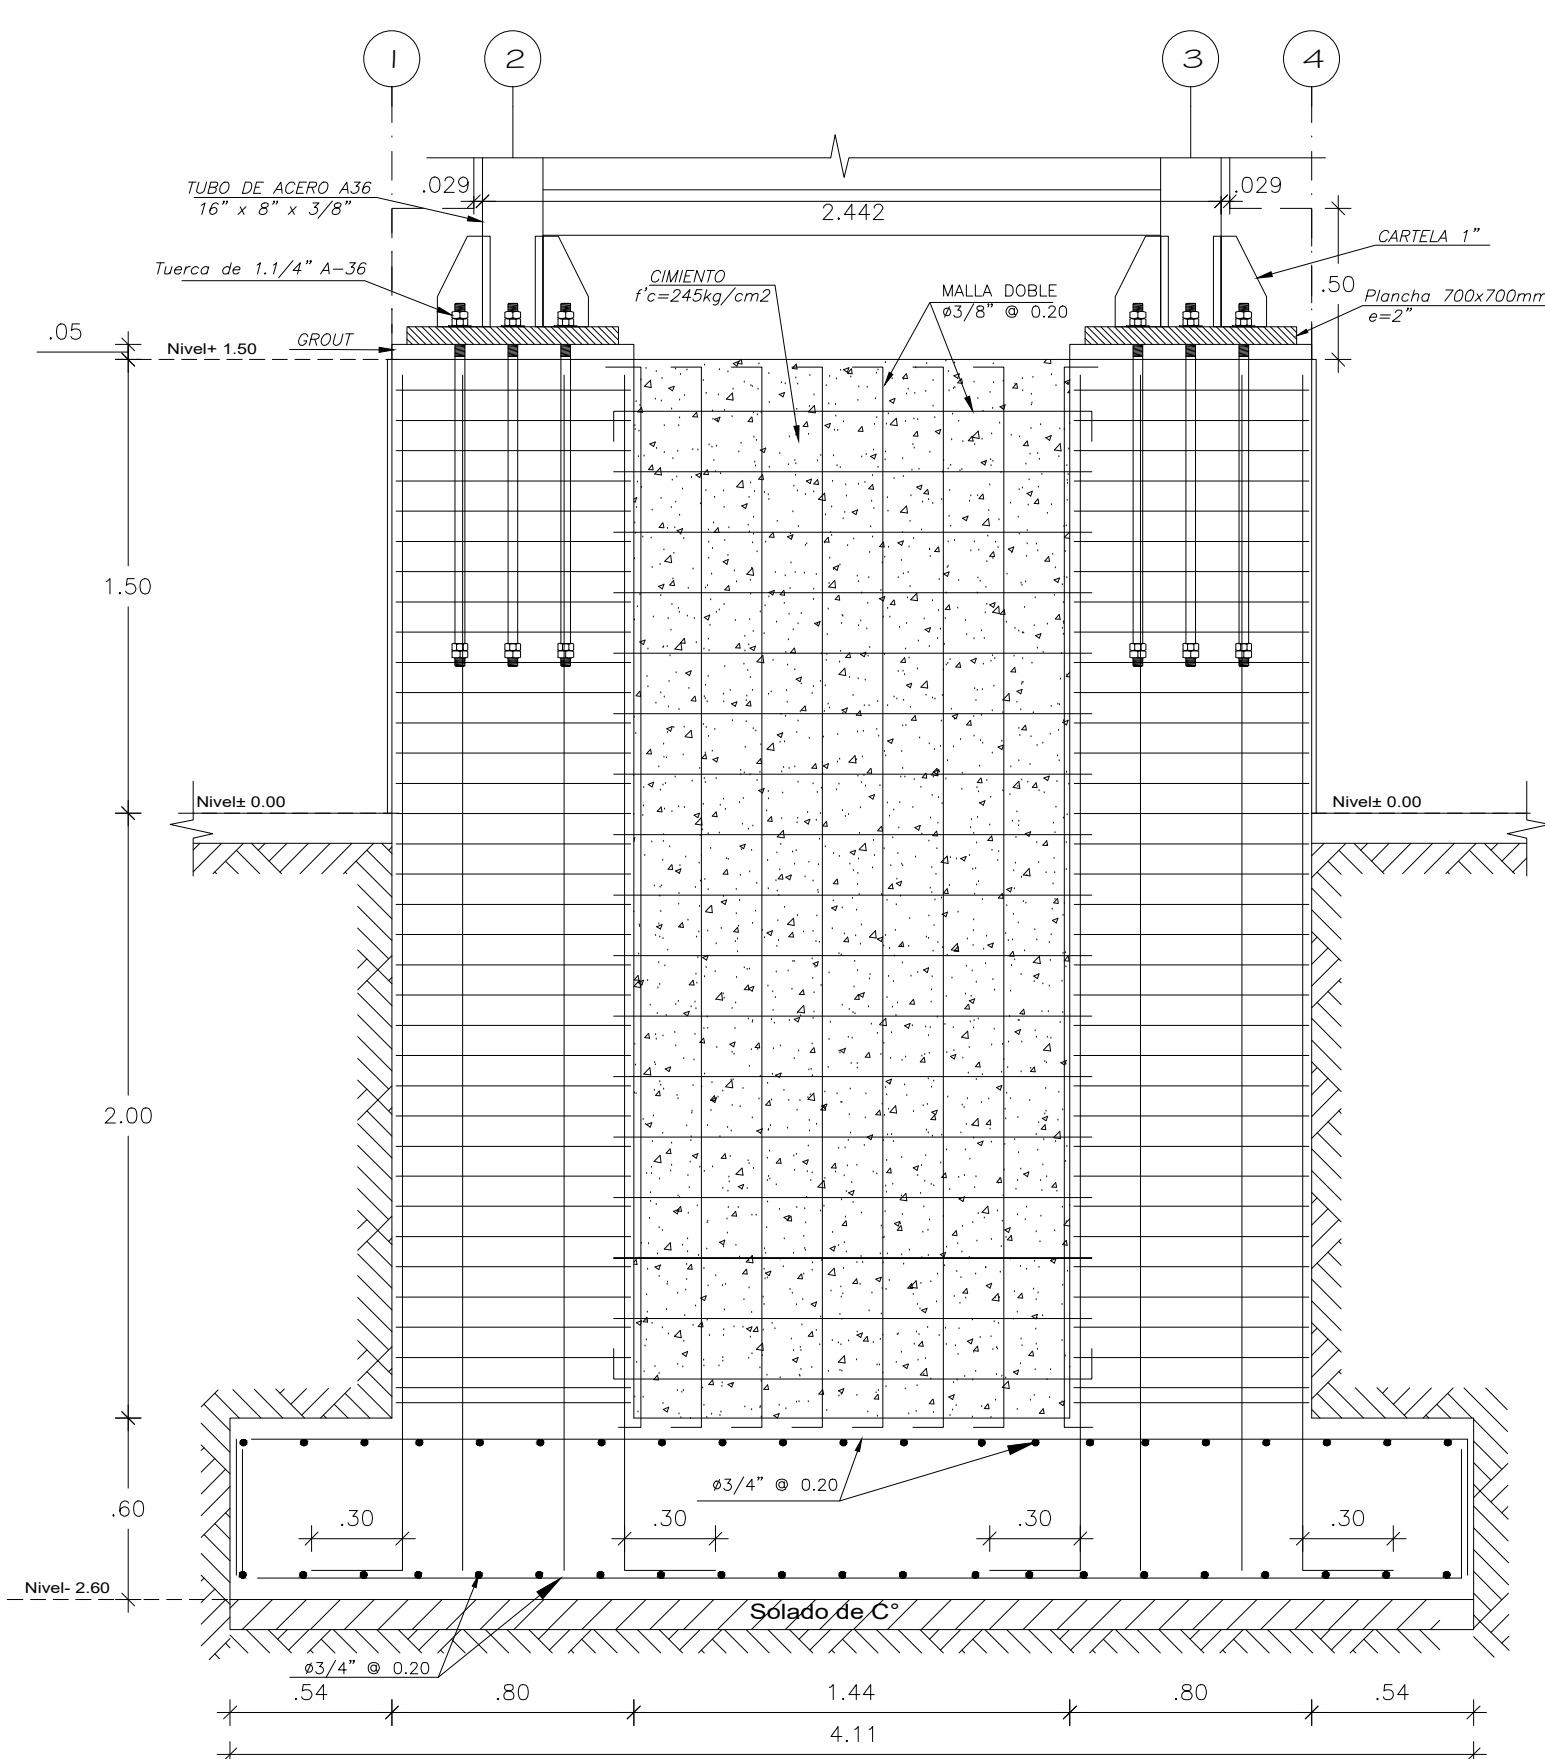 1
2
3
4
TUBO DE ACERO A36
16" x 8" x 3/8"
.029
2.442
.029
CARTELA 1"
Tuerca de 1.1/4" A-36
CIMIENTO
f'c=245kg/cm2
MALLA DOBLE
ø3/8" @ 0.20
.50
Plancha 700x700mm
e=2"
.05
GROUT
Nivel+ 1.50
1.50
Nivel± 0.00
Nivel± 0.00
2.00
ø3/4" @ 0.20
.60
.30
.30
.30
.30
Nivel- 2.60
Solado de C°
ø3/4" @ 0.20
.54
.80
1.44
.80
.54
4.11